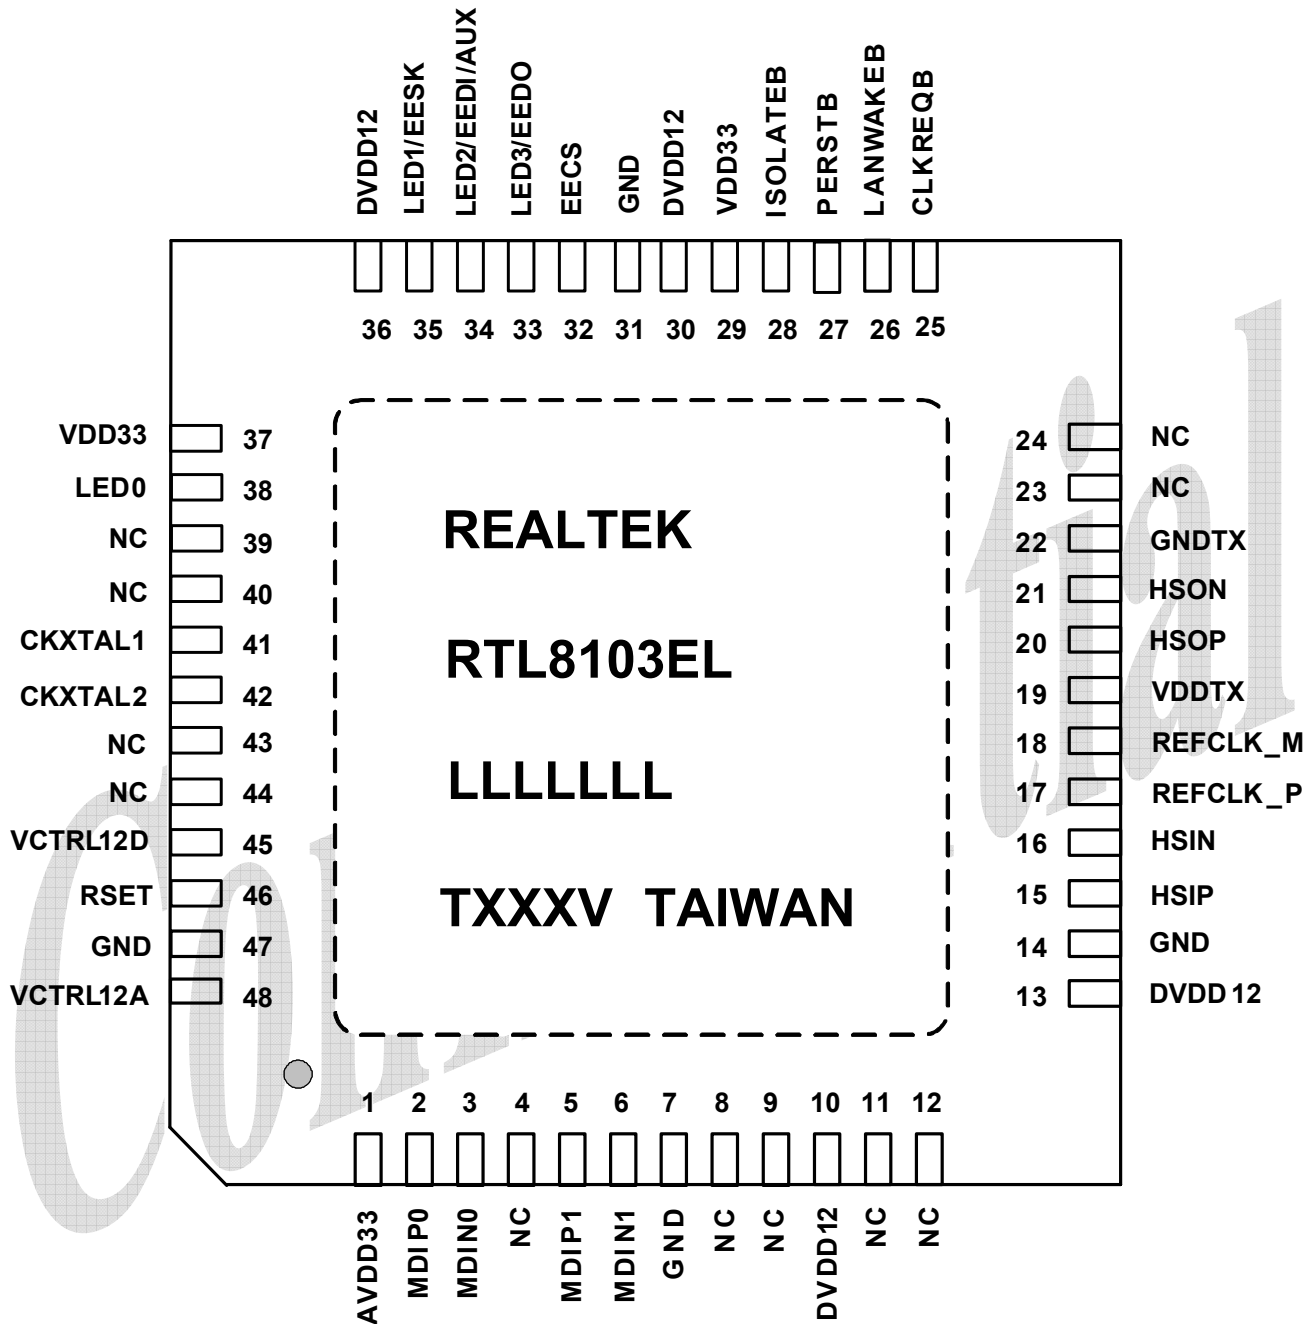 DVDD12
LED1/EESK
LED2/EEDI/AUX
LED3/EEDO
EECS
GND
DVDD12
VDD33
ISOLATEB
PERSTB
LANWAKEB
CLKREQB
36 35 34 33 32 31 30 29 28 27 26 25
VDD33 37
LED0 38
NC 39
NC 40
CKXTAL1 41
CKXTAL2 42
NC 43
NC 44
VCTRL12D 45
RSET 46
GND 47
VCTRL12A 48
REALTEK
RTL8103EL
LLLLLLL
TXXXV TAIWAN
24 NC
23 NC
22 GNDTX
21 HSON
20 HSOP
19 VDDTX
18 REFCLK_M
17 REFCLK_P
16 HSIN
15 HSIP
14 GND
13 DVDD12
1 2 3 4 5 6 7 8 9 10 11 12
AVDD33
MDIP0
MDIN0
NC
MDIP1
MDIN1
GND
NC
NC
DVDD12
NC
NC